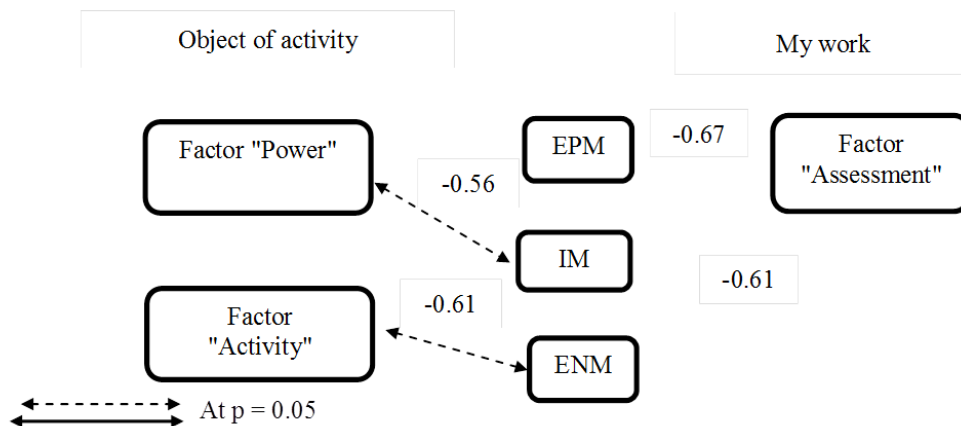 Object of activity
My work
Factor "Power"
EPM
-0.67
Factor
"Assessment"
-0.56
IM
-0.61
-0.61
Factor
"Activity"
ENM
At p = 0.05